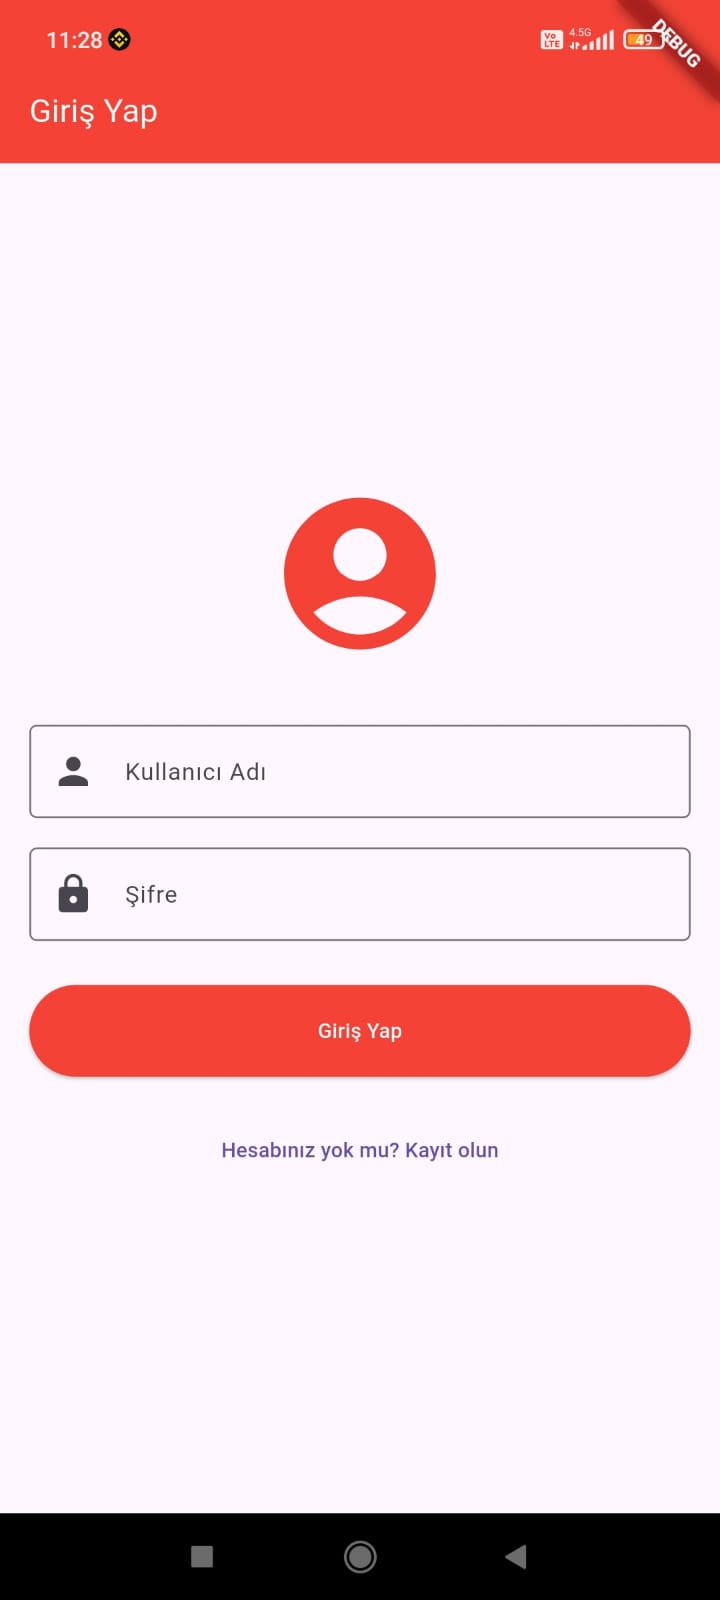 11:28
Vo LTE 4.5G 49
DEBUG
Giriş Yap
Kullanıcı Adı
Şifre
Giriş Yap
Hesabınız yok mu? Kayıt olun